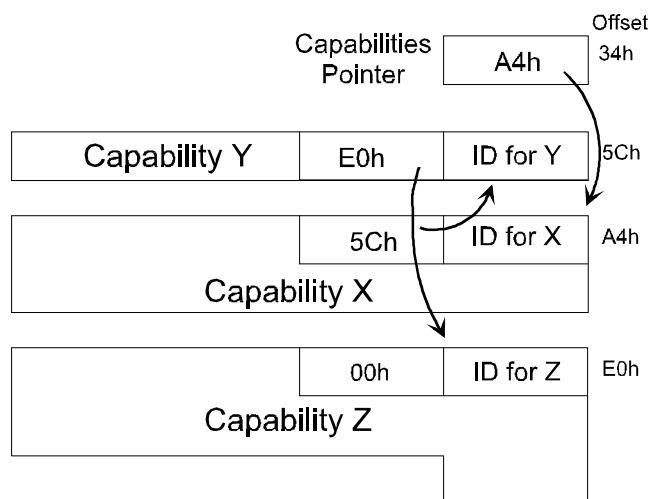 Offset
Capabilities
Pointer
A4h
34h
Capability Y
E0h
ID for Y
5Ch
5Ch
ID for X
A4h
Capability X
00h
ID for Z
E0h
Capability Z